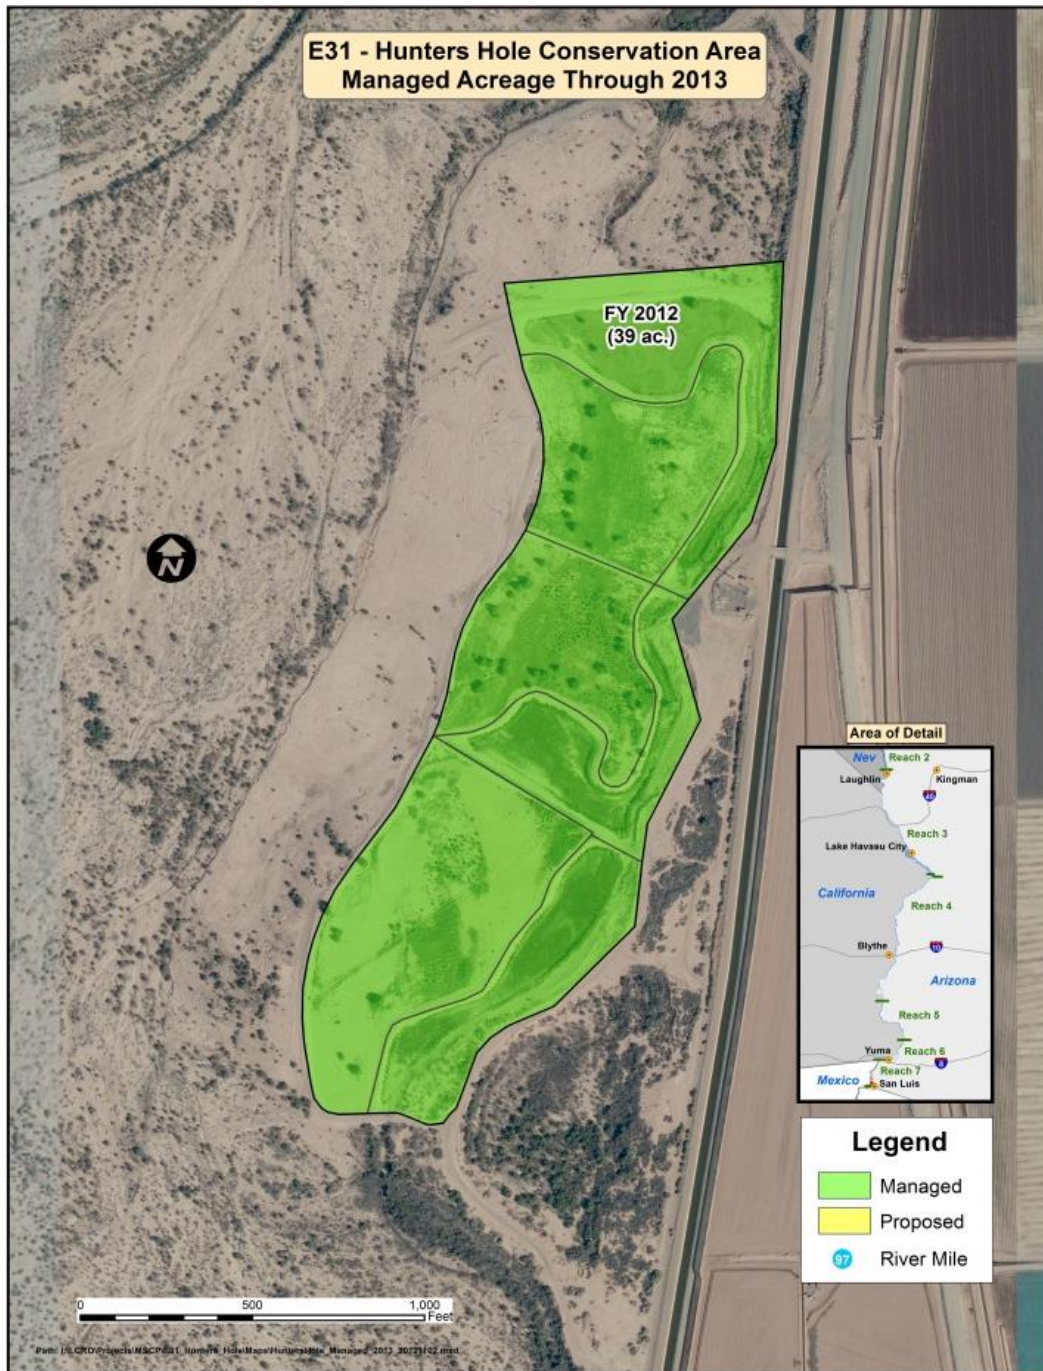 E31 - Hunters Hole Conservation Area
Managed Acreage Through 2013
FY 2012
(39 ac.)
N
Area of Detail
Nev
Reach 2
Laughlin
Kingman
40
Reach 3
Lake Havasu City
California
Reach 4
Blythe
10
Arizona
Reach 5
Yuma
Reach 6
8
Reach 7
Mexico
San Luis
Legend
Managed
Proposed
97 River Mile
0 500 1,000
Feet